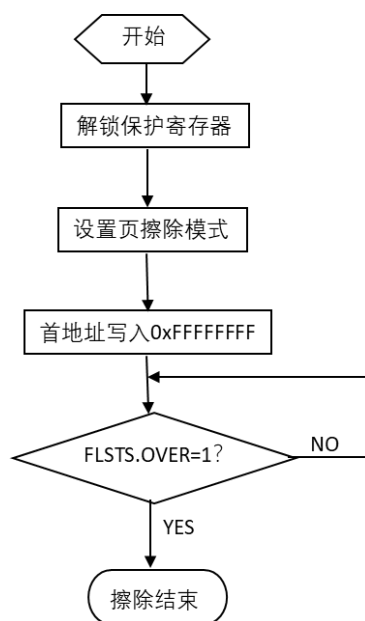 开始
解锁保护寄存器
设置页擦除模式
首地址写入0xFFFFFFFF
FLSTS.OVER=1?
NO
YES
擦除结束